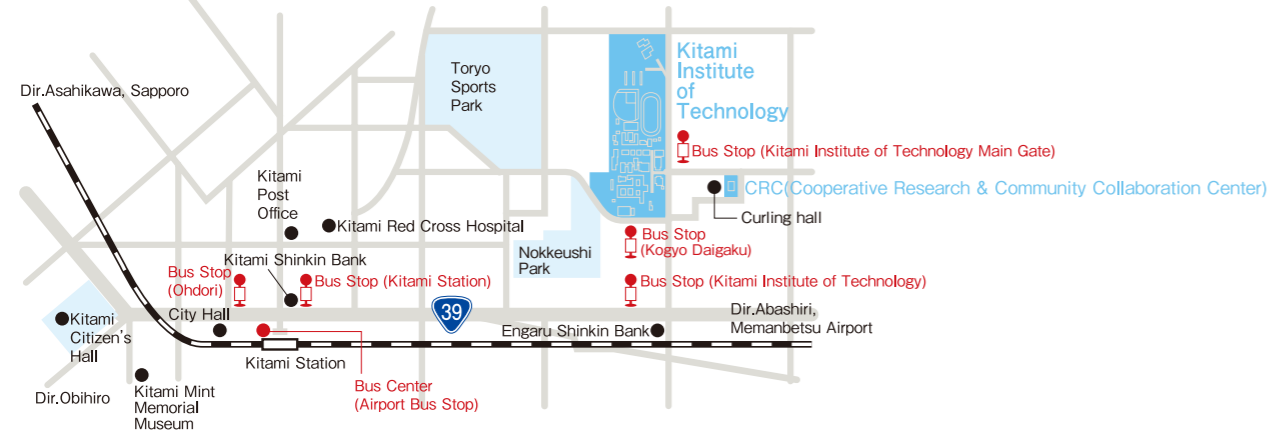 Kitami
Institute
of
Technology
Toryo
Sports
Park
Dir.Asahikawa, Sapporo
Bus Stop (Kitami Institute of Technology Main Gate)
Kitami
Post
Office
CRC(Cooperative Research & Community Collaboration Center)
Curling hall
Kitami Red Cross Hospital
Bus Stop
(Kogyo Daigaku)
Nokkeushi
Park
Kitami Shinkin Bank
Bus Stop
(Ohdori)
Bus Stop (Kitami Station)
Bus Stop (Kitami Institute of Technology)
39
Dir.Abashiri,
Memanbetsu Airport
City Hall
Engaru Shinkin Bank
Kitami
Citizen's
Hall
Kitami Station
Bus Center
(Airport Bus Stop)
Dir.Obihiro
Kitami Mint
Memorial
Museum